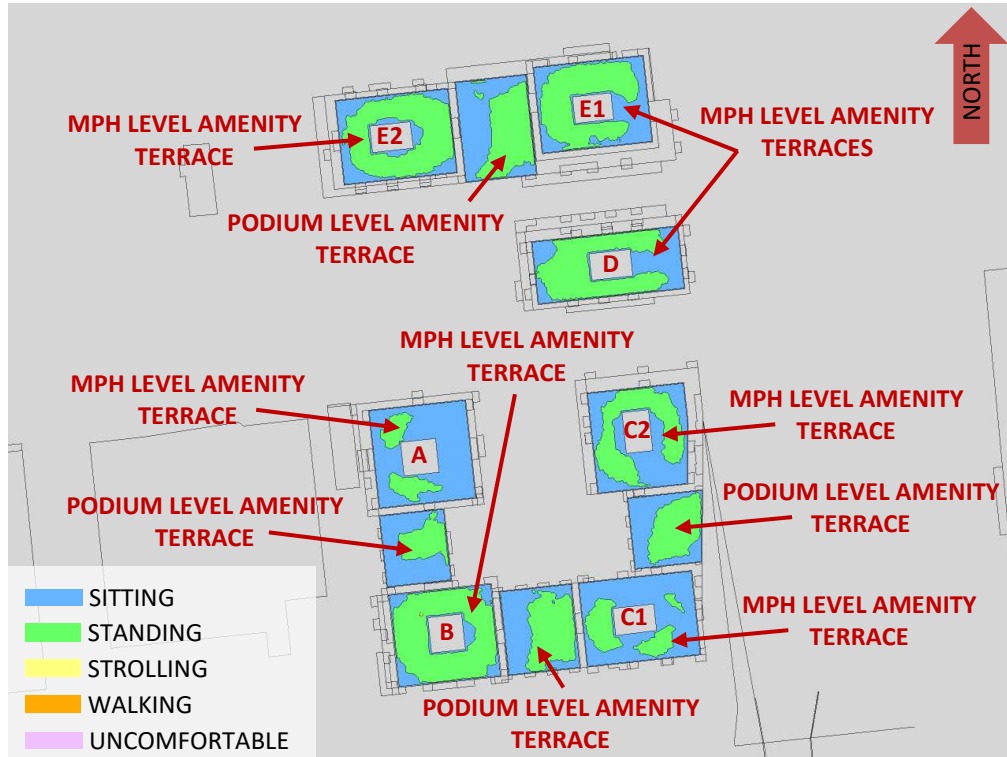 NORTH
MPH LEVEL AMENITY
TERRACE
E2
E1
MPH LEVEL AMENITY
TERRACES
PODIUM LEVEL AMENITY
TERRACE
D
MPH LEVEL AMENITY
TERRACE
MPH LEVEL AMENITY
TERRACE
A
C2
MPH LEVEL AMENITY
TERRACE
PODIUM LEVEL AMENITY
TERRACE
PODIUM LEVEL AMENITY
TERRACE
B
C1
MPH LEVEL AMENITY
TERRACE
PODIUM LEVEL AMENITY
TERRACE
SITTING
STANDING
STROLLING
WALKING
UNCOMFORTABLE